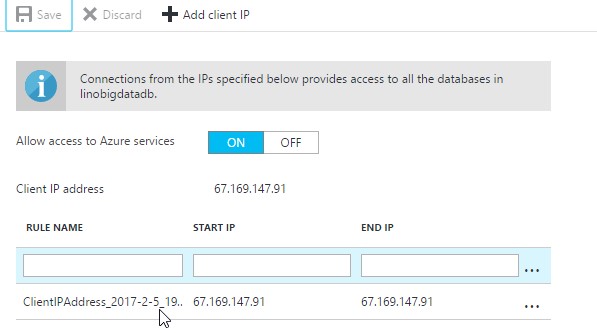 Save Discard Add client IP
Connections from the IPs specified below provides access to all the databases in
linobigdatadb.
Allow access to Azure services ON OFF
Client IP address 67.169.147.91
RULE NAME START IP END IP
...
ClientIPAddress_2017-2-5_19.. 67.169.147.91 67.169.147.91 ...